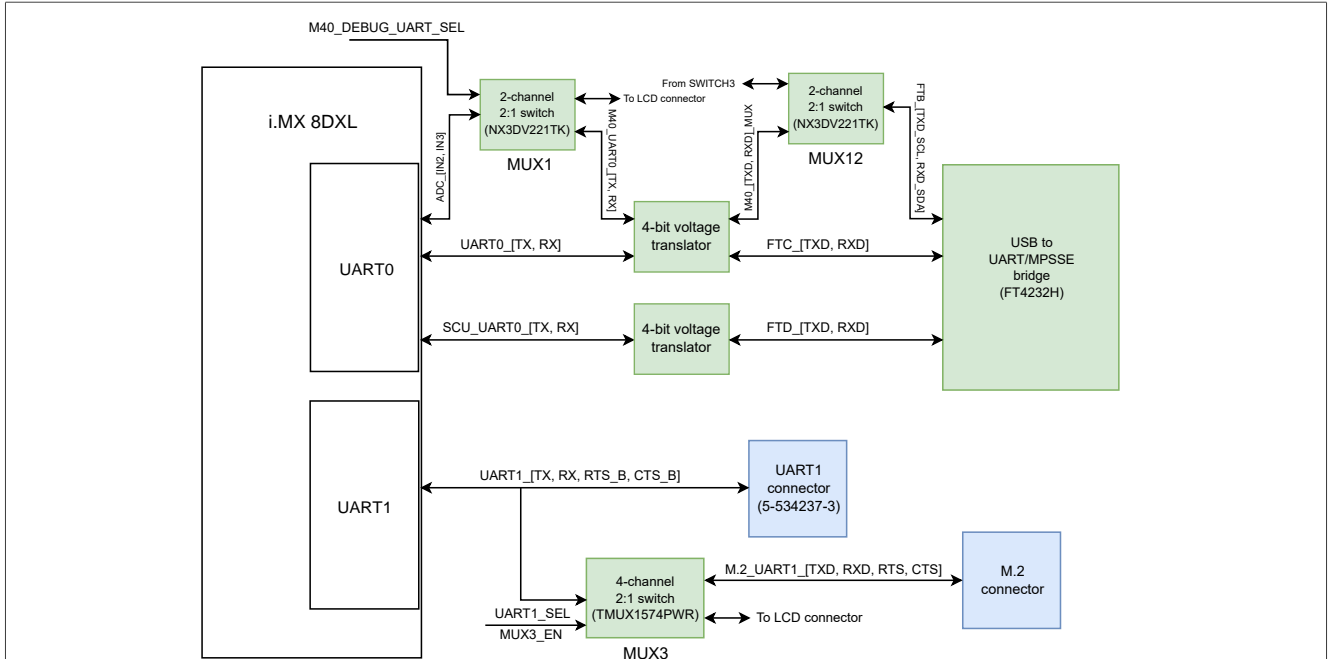 M40_DEBUG_UART_SEL
i.MX 8DXL
2-channel
2:1 switch
(NX3DV221TK)
MUX1
To LCD connector
From SWITCH3
2-channel
2:1 switch
(NX3DV221TK)
MUX12
ADC_[IN2, IN3]
M40_UART0_[TX, RX]
M40_[TXD, RXD]_MUX
FTB_[TXD_SCL, RXD_SDA]
UART0
UART0_[TX, RX]
4-bit voltage
translator
FTC_[TXD, RXD]
USB to
UART/MPSSE
bridge
(FT4232H)
SCU_UART0_[TX, RX]
4-bit voltage
translator
FTD_[TXD, RXD]
UART1
UART1_[TX, RX, RTS_B, CTS_B]
UART1
connector
(5-534237-3)
UART1_SEL
MUX3_EN
4-channel
2:1 switch
(TMUX1574PWR)
MUX3
M.2_UART1_[TXD, RXD, RTS, CTS]
To LCD connector
M.2
connector